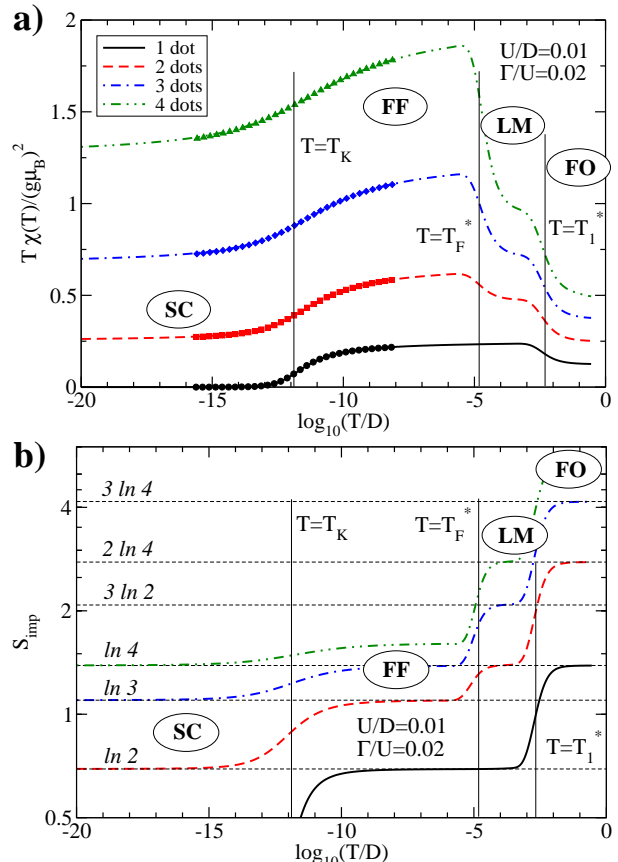 a)
2
1.5
1
0.5
0
Tχ(T)/(gμ_B)²
1 dot
2 dots
3 dots
4 dots
U/D=0.01
Γ/U=0.02
FF
LM
FO
SC
T=T_K
T=T_F^*
T=T_1^*
-20 -15 -10 -5 0
log₁₀(T/D)
b)
4
2
1
0.5
S_imp
3 ln 4
2 ln 4
3 ln 2
ln 4
ln 3
ln 2
FO
LM
FF
SC
T=T_K
T=T_F^*
T=T_1^*
U/D=0.01
Γ/U=0.02
-20 -15 -10 -5 0
log₁₀(T/D)